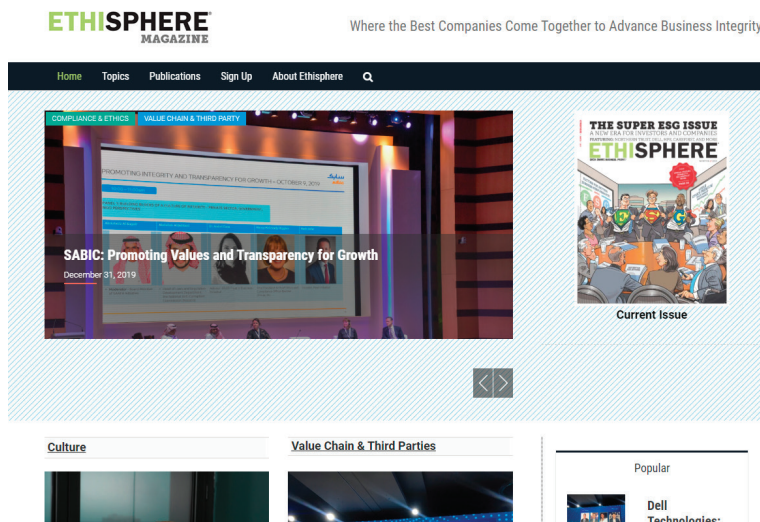 ETHISPHERE
MAGAZINE
Where the Best Companies Come Together to Advance Business Integrity
Home Topics Publications Sign Up About Ethisphere
COMPLIANCE & ETHICS VALUE CHAIN & THIRD PARTY
PROMOTING INTEGRITY AND TRANSPARENCY FOR GROWTH – OCTOBER 9, 2019
SABIC: Promoting Values and Transparency for Growth
December 31, 2019
THE SUPER ESG ISSUE
A NEW ERA FOR INVESTORS AND COMPANIES
ETHISPHERE
E S G
Current Issue
Culture
Value Chain & Third Parties
Popular
Dell
Technologies: